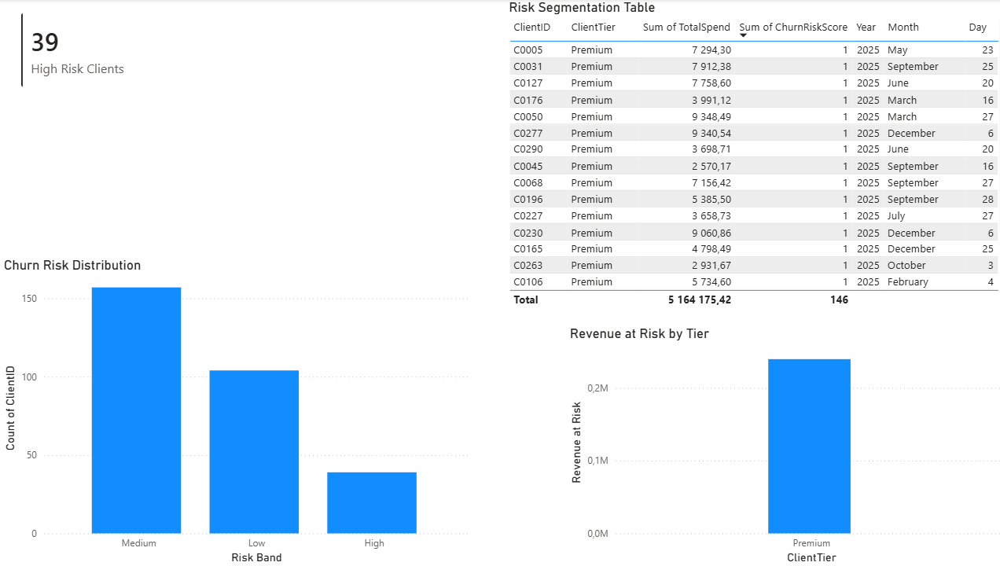 39
High Risk Clients
Risk Segmentation Table
ClientID ClientTier Sum of TotalSpend Sum of ChurnRiskScore Year Month Day
C0005 Premium 7 294,30 1 2025 May 23
C0031 Premium 7 912,38 1 2025 September 25
C0127 Premium 7 758,60 1 2025 June 20
C0176 Premium 3 991,12 1 2025 March 16
C0050 Premium 9 348,49 1 2025 March 27
C0277 Premium 9 340,54 1 2025 December 6
C0290 Premium 3 698,71 1 2025 June 20
C0045 Premium 2 570,17 1 2025 September 16
C0068 Premium 7 156,42 1 2025 September 27
C0196 Premium 5 385,50 1 2025 September 28
C0227 Premium 3 658,73 1 2025 July 27
C0230 Premium 9 060,86 1 2025 December 6
C0165 Premium 4 798,49 1 2025 December 25
C0263 Premium 2 931,67 1 2025 October 3
C0106 Premium 5 734,60 1 2025 February 4
Total 5 164 175,42 146
Churn Risk Distribution
Count of ClientID
150
100
50
0
Medium Low High
Risk Band
Revenue at Risk by Tier
Revenue at Risk
0,2M
0,1M
0,0M
Premium
ClientTier